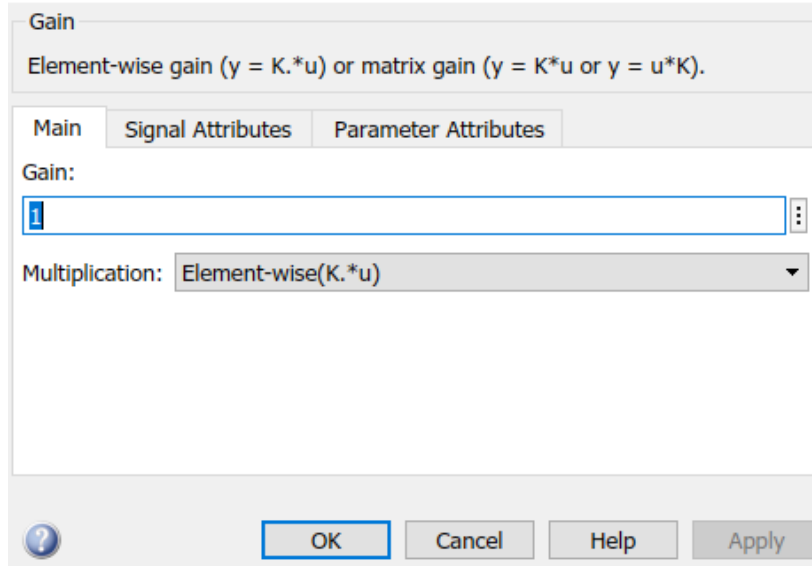 Gain
Element-wise gain (y = K.*u) or matrix gain (y = K*u or y = u*K).
Main Signal Attributes Parameter Attributes
Gain:
1
Multiplication: Element-wise(K.*u)
? OK Cancel Help Apply